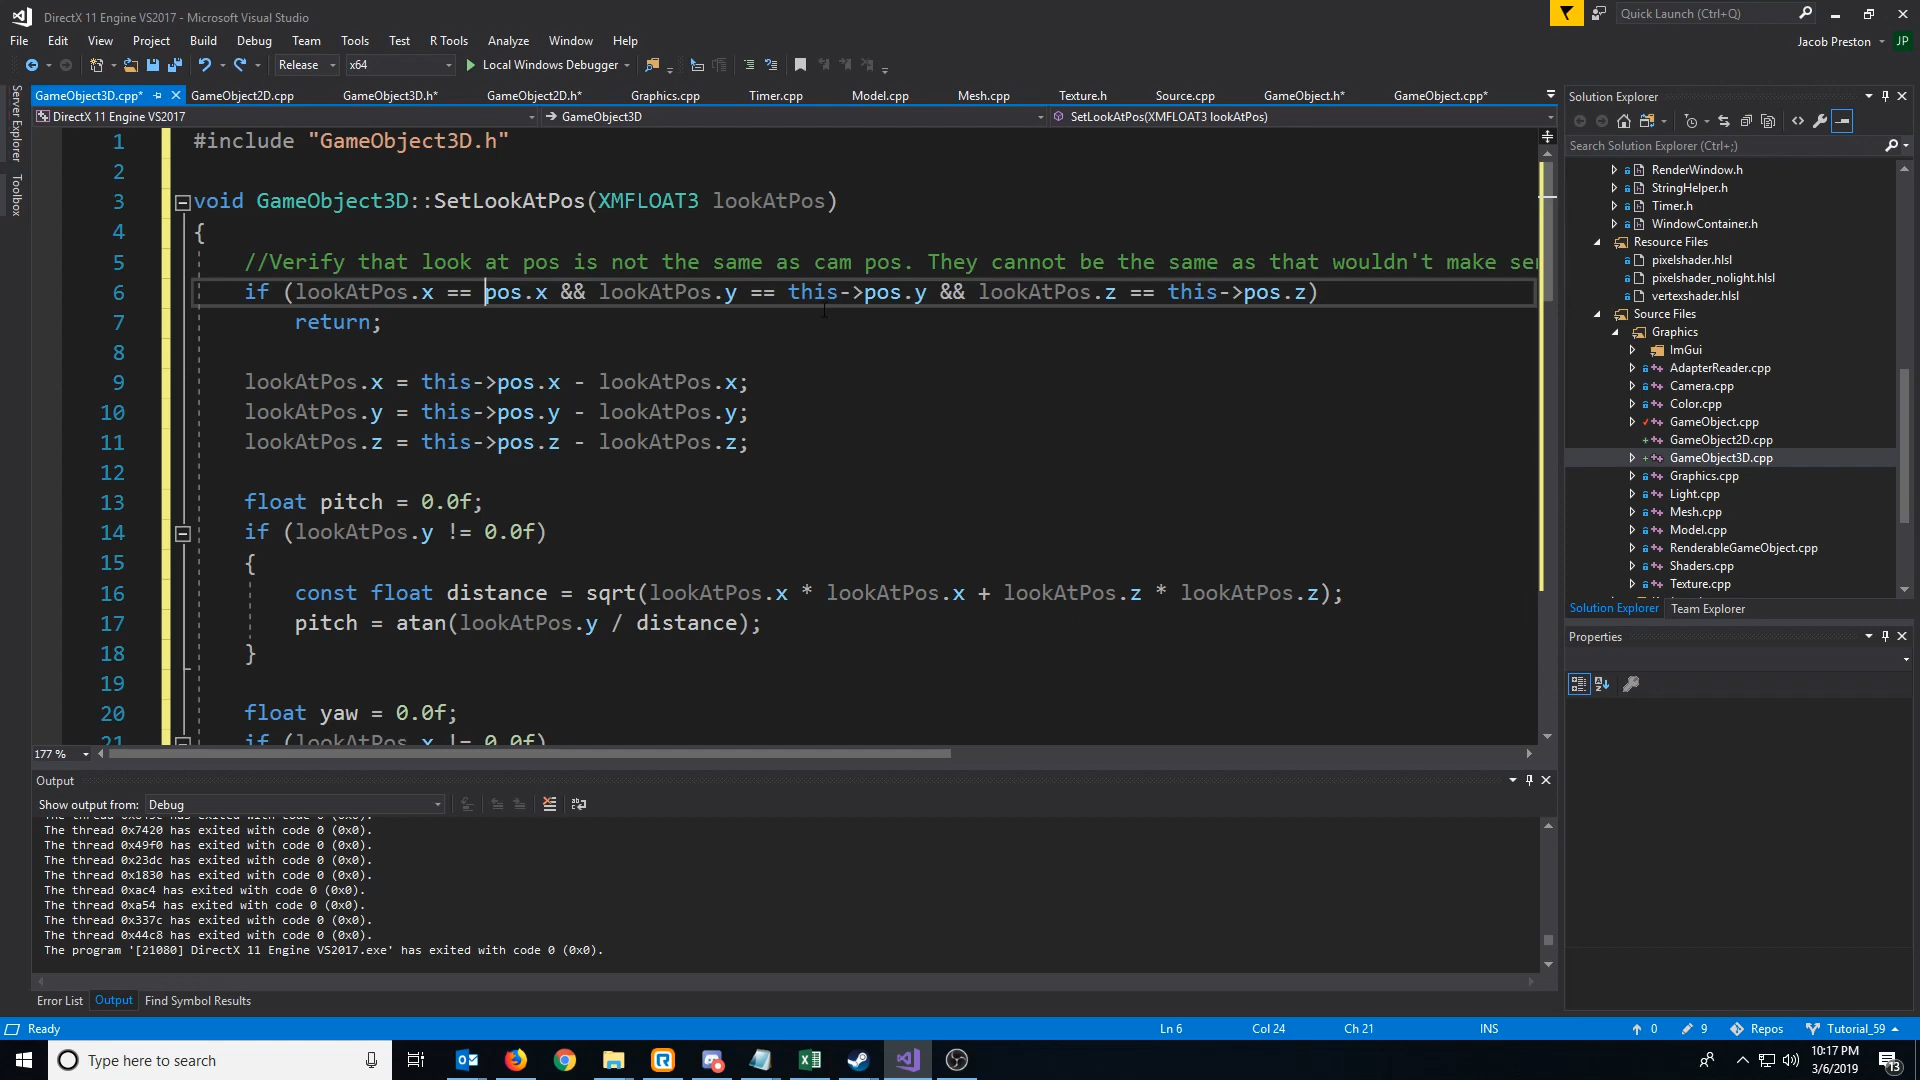 DirectX 11 Engine VS2017 - Microsoft Visual Studio
Quick Launch (Ctrl+Q)
File Edit View Project Build Debug Team Tools Test R Tools Analyze Window Help
Jacob Preston JP
Release x64 Local Windows Debugger
GameObject3D.cpp* GameObject2D.cpp GameObject3D.h* GameObject2D.h* Graphics.cpp Timer.cpp Model.cpp Mesh.cpp Texture.h Source.cpp GameObject.h* GameObject.cpp*
DirectX 11 Engine VS2017 GameObject3D SetLookAtPos(XMFLOAT3 lookAtPos)
Server Explorer
Toolbox
1 #include "GameObject3D.h"
2
3 void GameObject3D::SetLookAtPos(XMFLOAT3 lookAtPos)
4 {
5 //Verify that look at pos is not the same as cam pos. They cannot be the same as that wouldn't make sen
6 if (lookAtPos.x == pos.x && lookAtPos.y == this->pos.y && lookAtPos.z == this->pos.z)
7 return;
8
9 lookAtPos.x = this->pos.x - lookAtPos.x;
10 lookAtPos.y = this->pos.y - lookAtPos.y;
11 lookAtPos.z = this->pos.z - lookAtPos.z;
12
13 float pitch = 0.0f;
14 if (lookAtPos.y != 0.0f)
15 {
16 const float distance = sqrt(lookAtPos.x * lookAtPos.x + lookAtPos.z * lookAtPos.z);
17 pitch = atan(lookAtPos.y / distance);
18 }
19
20 float yaw = 0.0f;
21 if (lookAtPos.x != 0.0f)
177 %
Solution Explorer
Search Solution Explorer (Ctrl+;)
RenderWindow.h
StringHelper.h
Timer.h
WindowContainer.h
Resource Files
pixelshader.hlsl
pixelshader_nolight.hlsl
vertexshader.hlsl
Source Files
Graphics
ImGui
AdapterReader.cpp
Camera.cpp
Color.cpp
GameObject.cpp
GameObject2D.cpp
GameObject3D.cpp
Graphics.cpp
Light.cpp
Mesh.cpp
Model.cpp
RenderableGameObject.cpp
Shaders.cpp
Texture.cpp
Solution Explorer Team Explorer
Properties
Output
Show output from: Debug
The thread 0x7420 has exited with code 0 (0x0).
The thread 0x49f0 has exited with code 0 (0x0).
The thread 0x23dc has exited with code 0 (0x0).
The thread 0x1830 has exited with code 0 (0x0).
The thread 0xac4 has exited with code 0 (0x0).
The thread 0xa54 has exited with code 0 (0x0).
The thread 0x337c has exited with code 0 (0x0).
The thread 0x44c8 has exited with code 0 (0x0).
The program '[21080] DirectX 11 Engine VS2017.exe' has exited with code 0 (0x0).
Error List Output Find Symbol Results
Ready Ln 6 Col 24 Ch 21 INS 0 9 Repos Tutorial_59
Type here to search
10:17 PM
3/6/2019
13